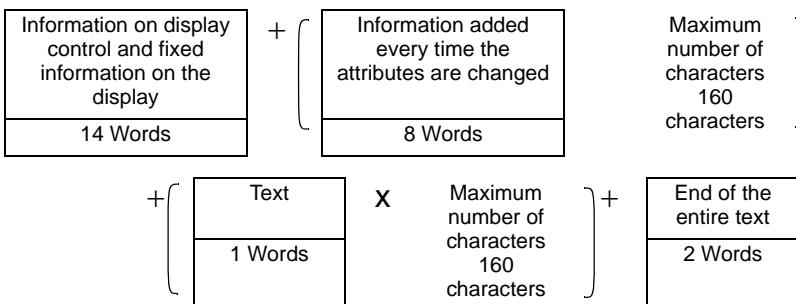 Information on display
control and fixed
information on the
display
14 Words
+
Information added
every time the
attributes are changed
8 Words
Maximum
number of
characters
160
characters
+
Text
1 Words
X
Maximum
number of
characters
160
characters
+
End of the
entire text
2 Words